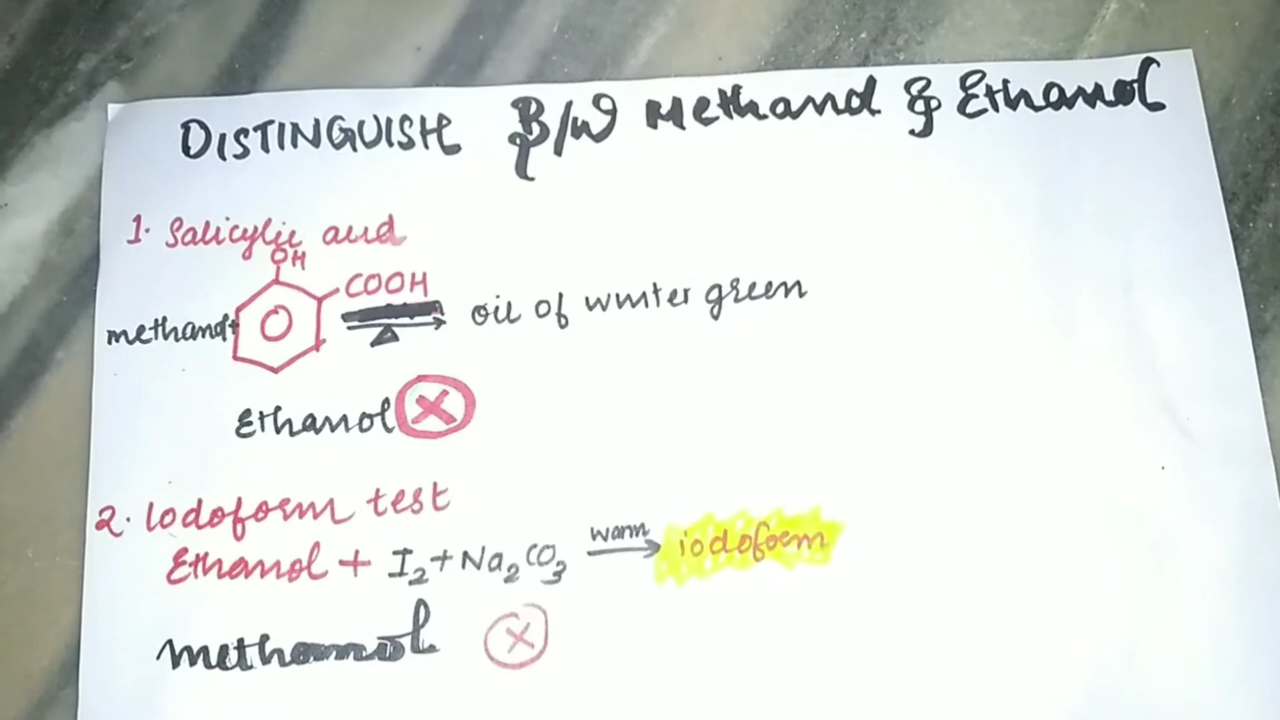 DISTINGUISH B/W Methanol & Ethanol
1. Salicylic acid
OH
COOH
methanol + oil of winter green
Ethanol X
2. Iodoform test
Ethanol + I2 + Na2CO3 warm iodoform
methanol X